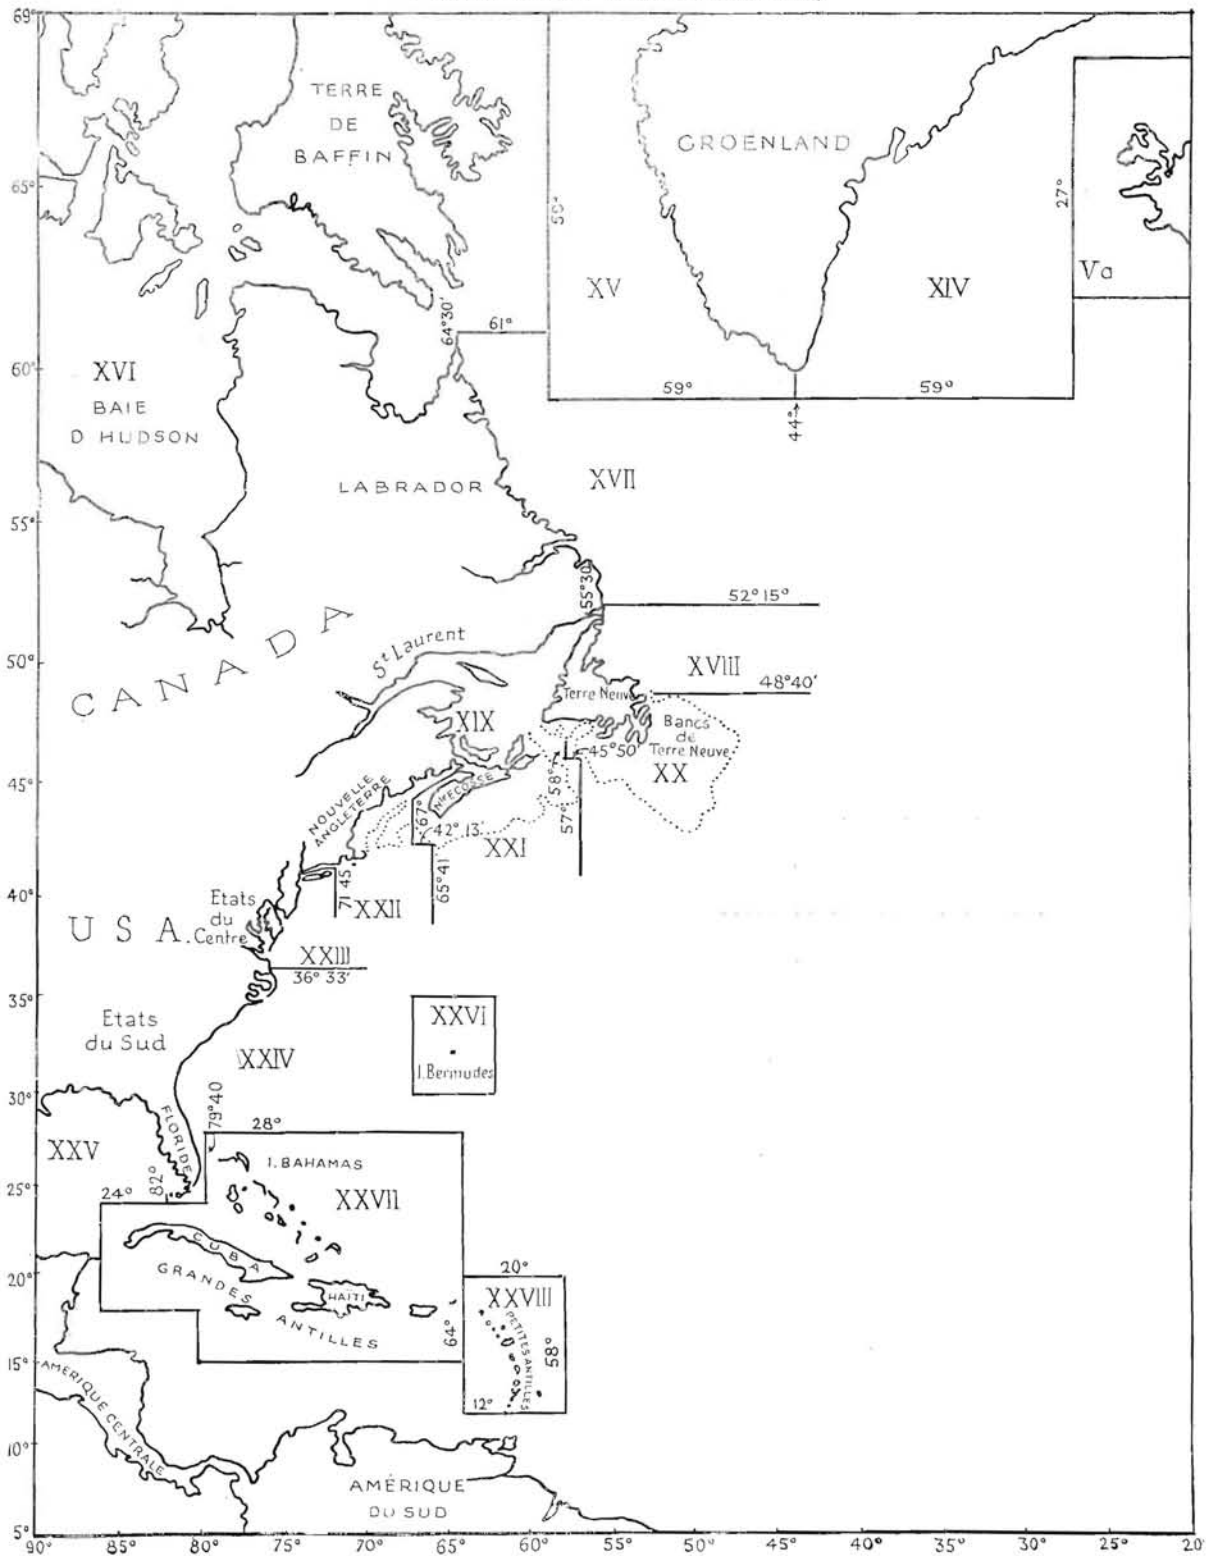 69°
TERRE
DE
BAFFIN
GROENLAND
65°
59°
27°
XV
XIV
Va
64°30'
61°
60°
XVI
BAIE
D HUDSON
59°
59°
44°
LABRADOR
XVII
55°
55°30'
52°15°
CANADA
St Laurent
50°
XVIII
48°40'
Terre Neuve
XIX
Bancs
de
Terre Neuve
45°50'
XX
45°
NOUVELLE
ANGLETERRE
Nlle ECOSSE
58°
57°
67°
42° 13'
XXI
65°41
71°45'
40°
Etats
du
Centre
XXII
U S A.
XXIII
36° 33'
35°
XXVI
Etats
du Sud
I. Bermudes
XXIV
30°
79°40
28°
FLORIDE
XXV
I. BAHAMAS
82°
25°
24°
XXVII
CUBA
GRANDES
ANTILLES
HAÏTI
20°
20°
XXVIII
PETITES ANTILLES
64°
58°
15°
12°
AMÉRIQUE CENTRALE
10°
AMÉRIQUE
DU SUD
5°
90° 85° 80° 75° 70° 65° 60° 55° 50° 45° 40° 35° 30° 25° 20°